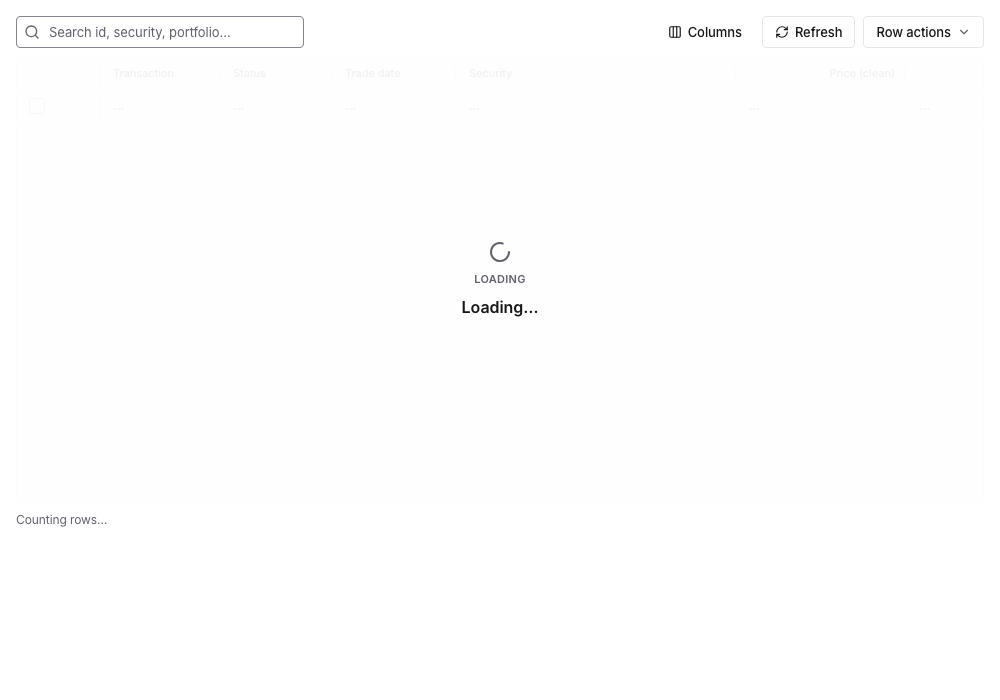 Search id, security, portfolio...
Columns
Refresh
Row actions
Transaction Status Trade date Security Price (clean)
... ... ... ... ... ...
LOADING
Loading...
Counting rows...